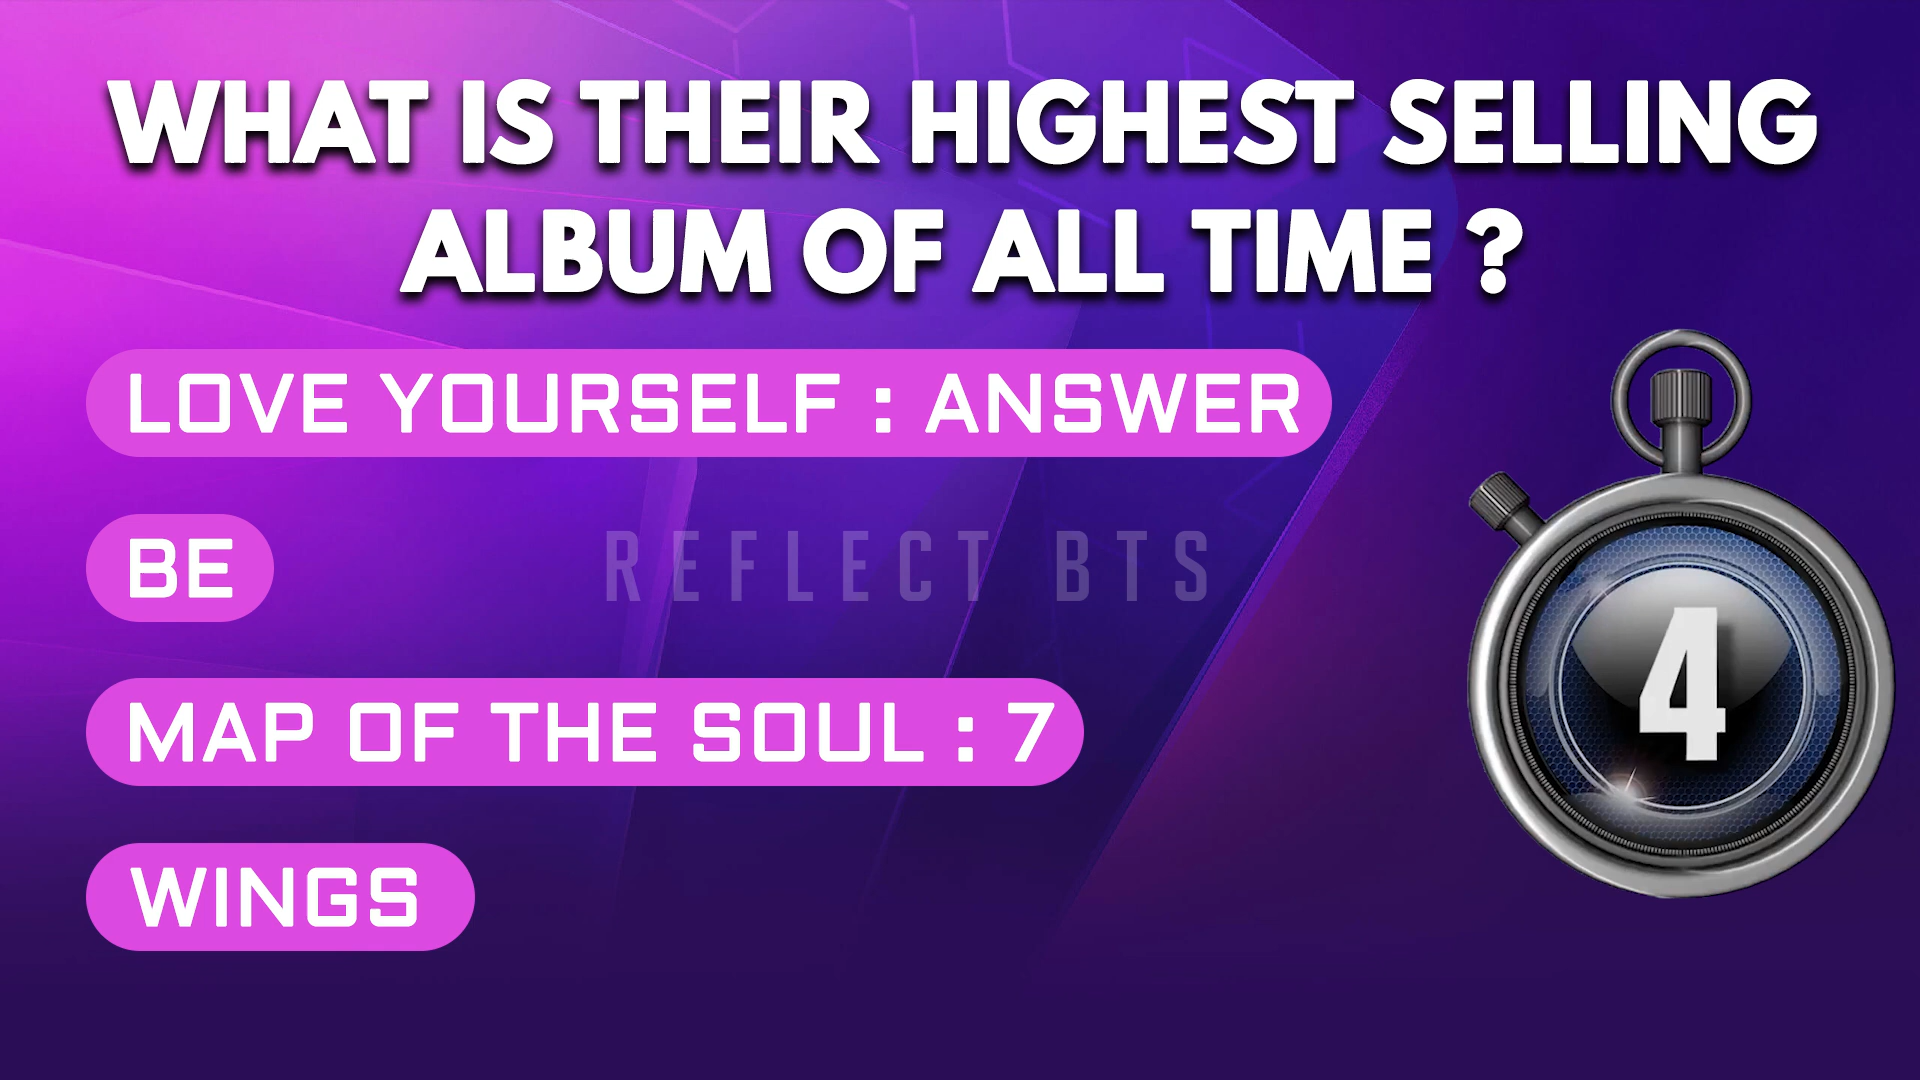 WHAT IS THEIR HIGHEST SELLING
ALBUM OF ALL TIME ?
LOVE YOURSELF : ANSWER
BE
REFLECT BTS
MAP OF THE SOUL : 7
4
WINGS